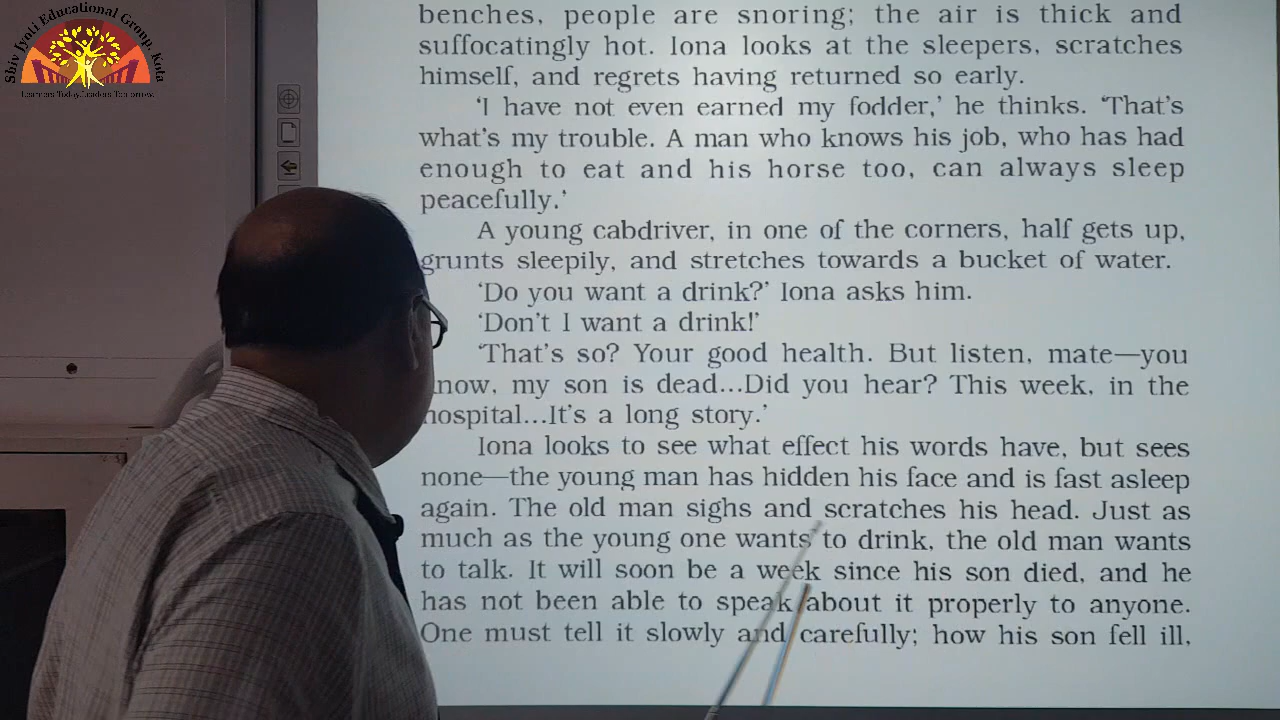 Shiv Jyoti Educational Group, Kota
Learners Today...Leaders Tomorrow.
benches, people are snoring; the air is thick and
suffocatingly hot. Iona looks at the sleepers, scratches
himself, and regrets having returned so early.
‘I have not even earned my fodder,’ he thinks. ‘That’s
what’s my trouble. A man who knows his job, who has had
enough to eat and his horse too, can always sleep
peacefully.’
A young cabdriver, in one of the corners, half gets up,
grunts sleepily, and stretches towards a bucket of water.
‘Do you want a drink?’ Iona asks him.
‘Don’t I want a drink!’
‘That’s so? Your good health. But listen, mate—you
now, my son is dead...Did you hear? This week, in the
hospital...It’s a long story.’
Iona looks to see what effect his words have, but sees
none—the young man has hidden his face and is fast asleep
again. The old man sighs and scratches his head. Just as
much as the young one wants to drink, the old man wants
to talk. It will soon be a week since his son died, and he
has not been able to speak about it properly to anyone.
One must tell it slowly and carefully; how his son fell ill,